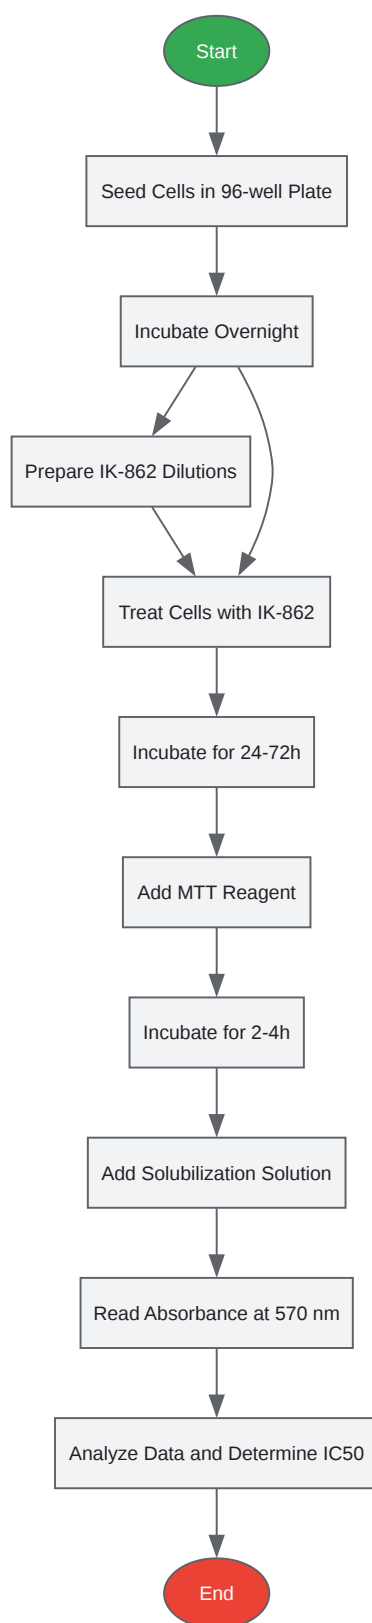 Start
Seed Cells in 96-well Plate
Incubate Overnight
Prepare IK-862 Dilutions
Treat Cells with IK-862
Incubate for 24-72h
Add MTT Reagent
Incubate for 2-4h
Add Solubilization Solution
Read Absorbance at 570 nm
Analyze Data and Determine IC50
End